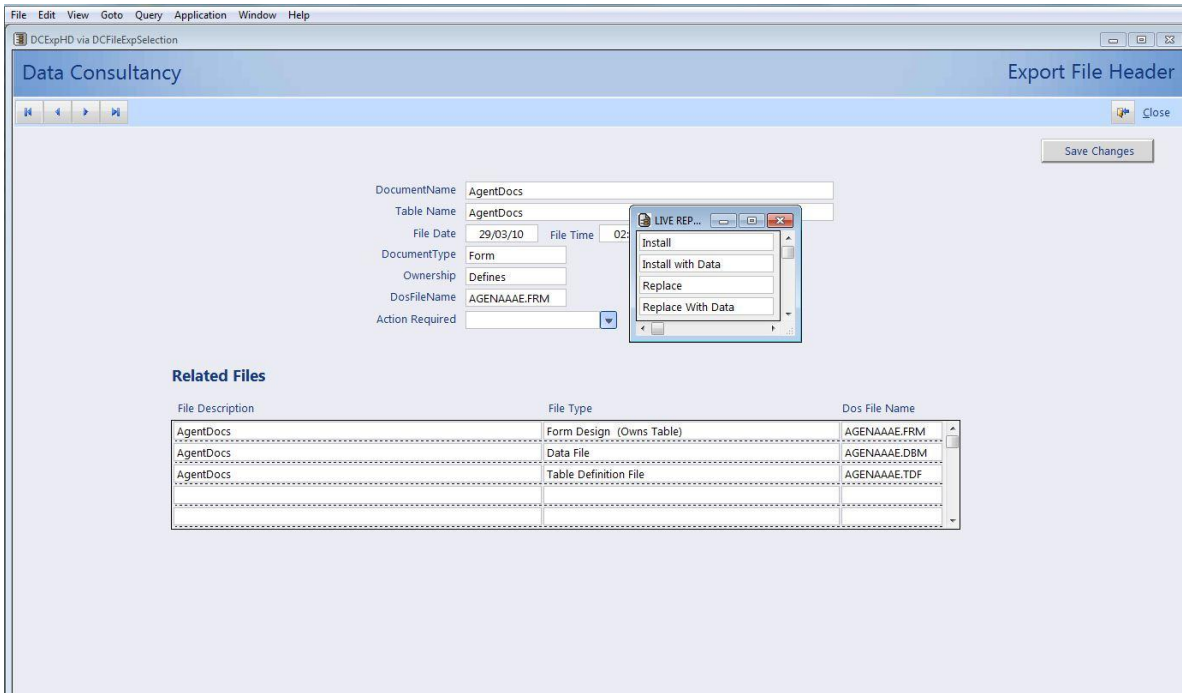 File Edit View Goto Query Application Window Help
DCExpHD via DCFileExpSelection
Data Consultancy Export File Header
Close
Save Changes
DocumentName AgentDocs
Table Name AgentDocs
File Date 29/03/10 File Time 02:
DocumentType Form
Ownership Defines
DosFileName AGENAAAE.FRM
Action Required
LIVE REP...
Install
Install with Data
Replace
Replace With Data
Related Files
File Description File Type Dos File Name
AgentDocs Form Design (Owns Table) AGENAAAE.FRM
AgentDocs Data File AGENAAAE.DBM
AgentDocs Table Definition File AGENAAAE.TDF